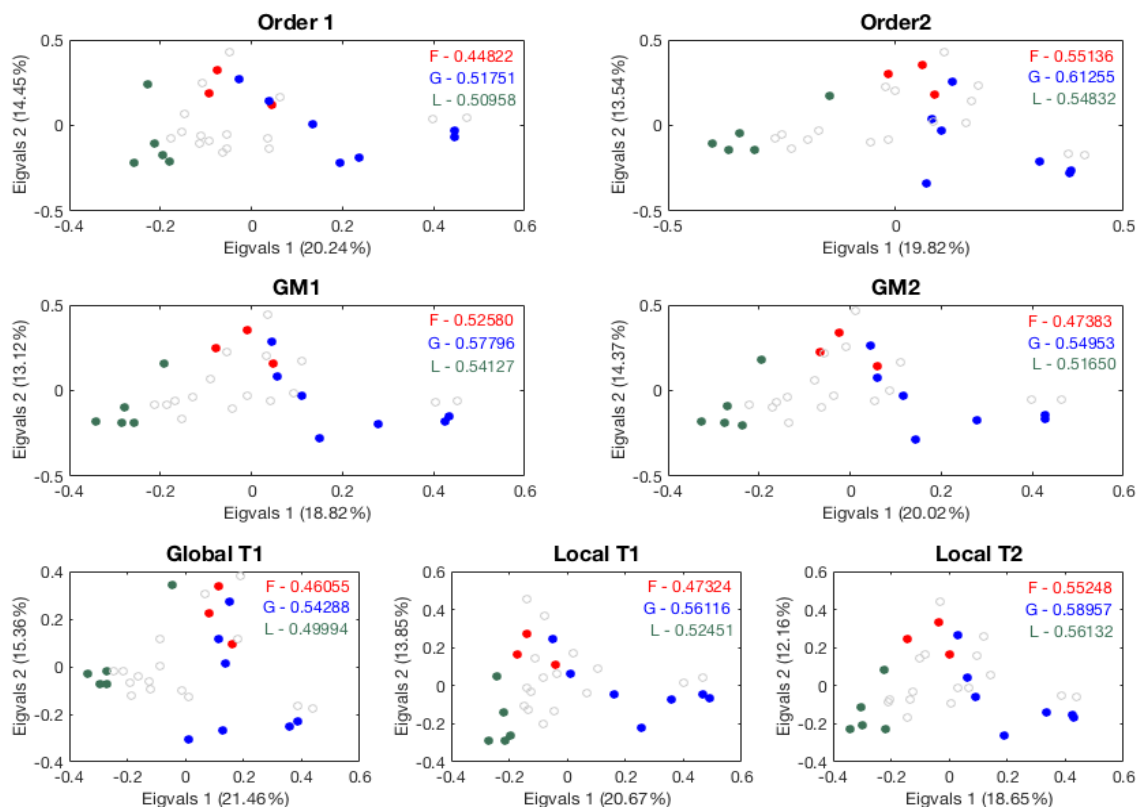 Order 1
0.5
0
-0.5
Eigvals 2 (14.45%)
F - 0.44822
G - 0.51751
L - 0.50958
-0.4
-0.2
0
0.2
0.4
0.6
Eigvals 1 (20.24%)
Order2
0.5
0
-0.5
Eigvals 2 (13.54%)
F - 0.55136
G - 0.61255
L - 0.54832
-0.5
0
0.5
Eigvals 1 (19.82%)
GM1
0.5
0
-0.5
Eigvals 2 (13.12%)
F - 0.52580
G - 0.57796
L - 0.54127
-0.4
-0.2
0
0.2
0.4
0.6
Eigvals 1 (18.82%)
GM2
0.5
0
-0.5
Eigvals 2 (14.37%)
F - 0.47383
G - 0.54953
L - 0.51650
-0.4
-0.2
0
0.2
0.4
0.6
Eigvals 1 (20.02%)
Global T1
0.4
0.2
0
-0.2
-0.4
Eigvals 2 (15.36%)
F - 0.46055
G - 0.54288
L - 0.49994
-0.4
-0.2
0
0.2
0.4
0.6
Eigvals 1 (21.46%)
Local T1
0.6
0.4
0.2
0
-0.2
-0.4
Eigvals 2 (13.85%)
F - 0.47324
G - 0.56116
L - 0.52451
-0.4
-0.2
0
0.2
0.4
0.6
Eigvals 1 (20.67%)
Local T2
0.6
0.4
0.2
0
-0.2
-0.4
Eigvals 2 (12.16%)
F - 0.55248
G - 0.58957
L - 0.56132
-0.4
-0.2
0
0.2
0.4
0.6
Eigvals 1 (18.65%)